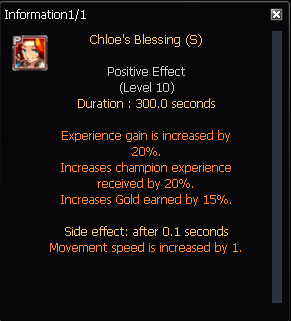 Information1/1
P
Chloe's Blessing (S)
Positive Effect
(Level 10)
Duration : 300.0 seconds
Experience gain is increased by
20%.
Increases champion experience
received by 20%.
Increases Gold earned by 15%.
Side effect: after 0.1 seconds
Movement speed is increased by 1.